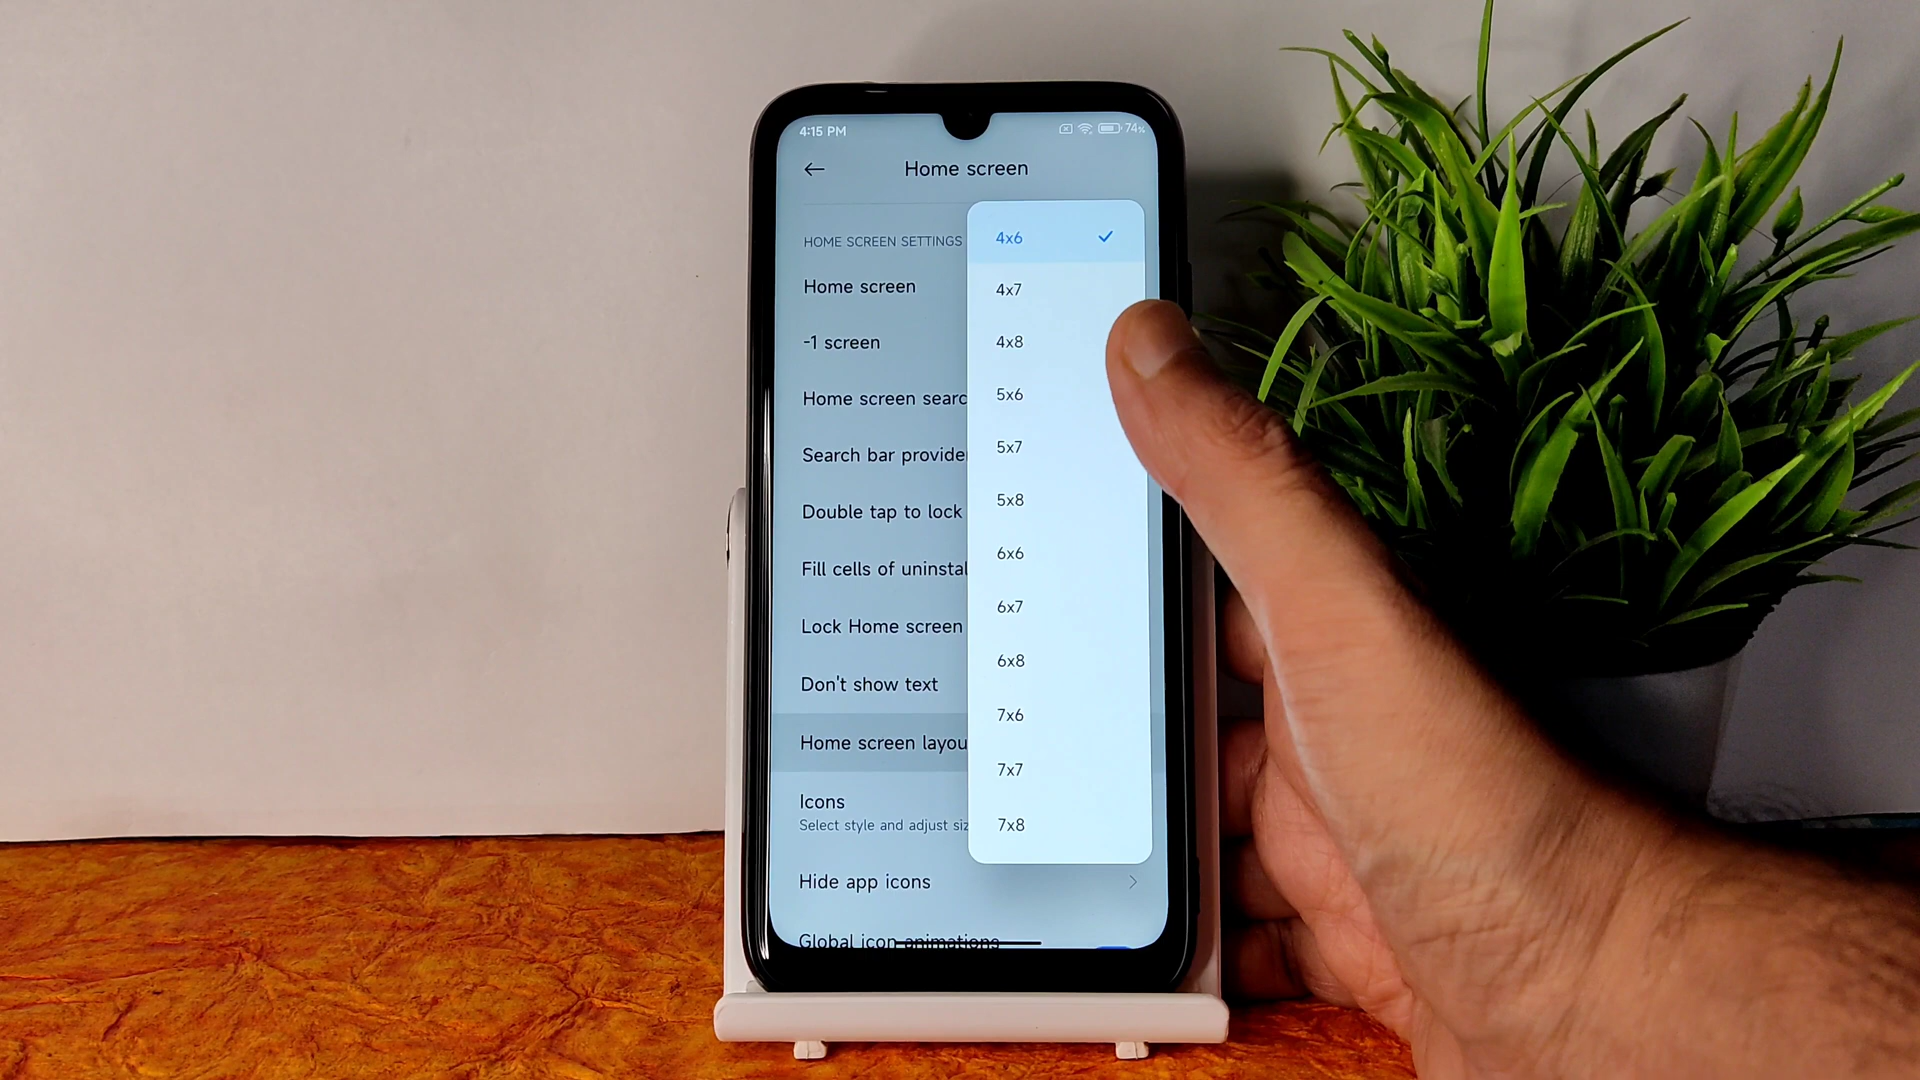 4:15 PM
74%
Home screen
HOME SCREEN SETTINGS
Home screen
-1 screen
Home screen searc
Search bar provide
Double tap to lock
Fill cells of uninstal
Lock Home screen
Don't show text
Home screen layou
Icons
Select style and adjust siz
Hide app icons
Global icon animations
4x6
4x7
4x8
5x6
5x7
5x8
6x6
6x7
6x8
7x6
7x7
7x8